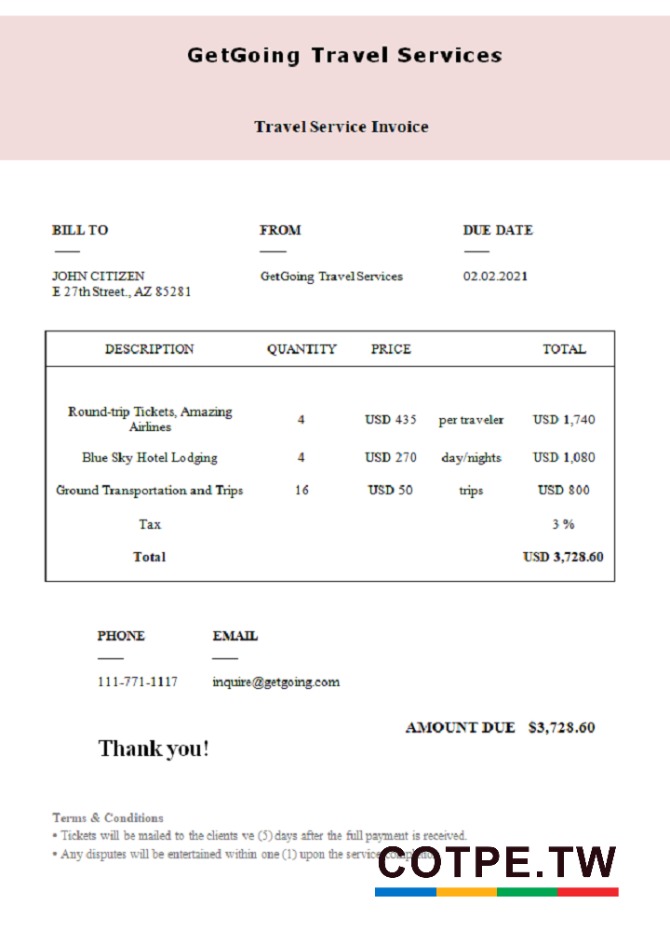 GetGoing Travel Services
Travel Service Invoice
BILL TO
FROM
DUE DATE
JOHN CITIZEN
GetGoing Travel Services
02.02.2021
E 27th Street., AZ 85281
DESCRIPTION QUANTITY PRICE TOTAL
Round-trip Tickets, Amazing
Airlines
4 USD 435 per traveler USD 1,740
Blue Sky Hotel Lodging 4 USD 270 day/nights USD 1,080
Ground Transportation and Trips 16 USD 50 trips USD 800
Tax 3 %
Total USD 3,728.60
PHONE EMAIL
111-771-1117 inquire@getgoing.com
AMOUNT DUE $3,728.60
Thank you!
Terms & Conditions
• Tickets will be mailed to the clients ve (5) days after the full payment is received.
• Any disputes will be entertained within one (1) upon the service
COTPE.TW